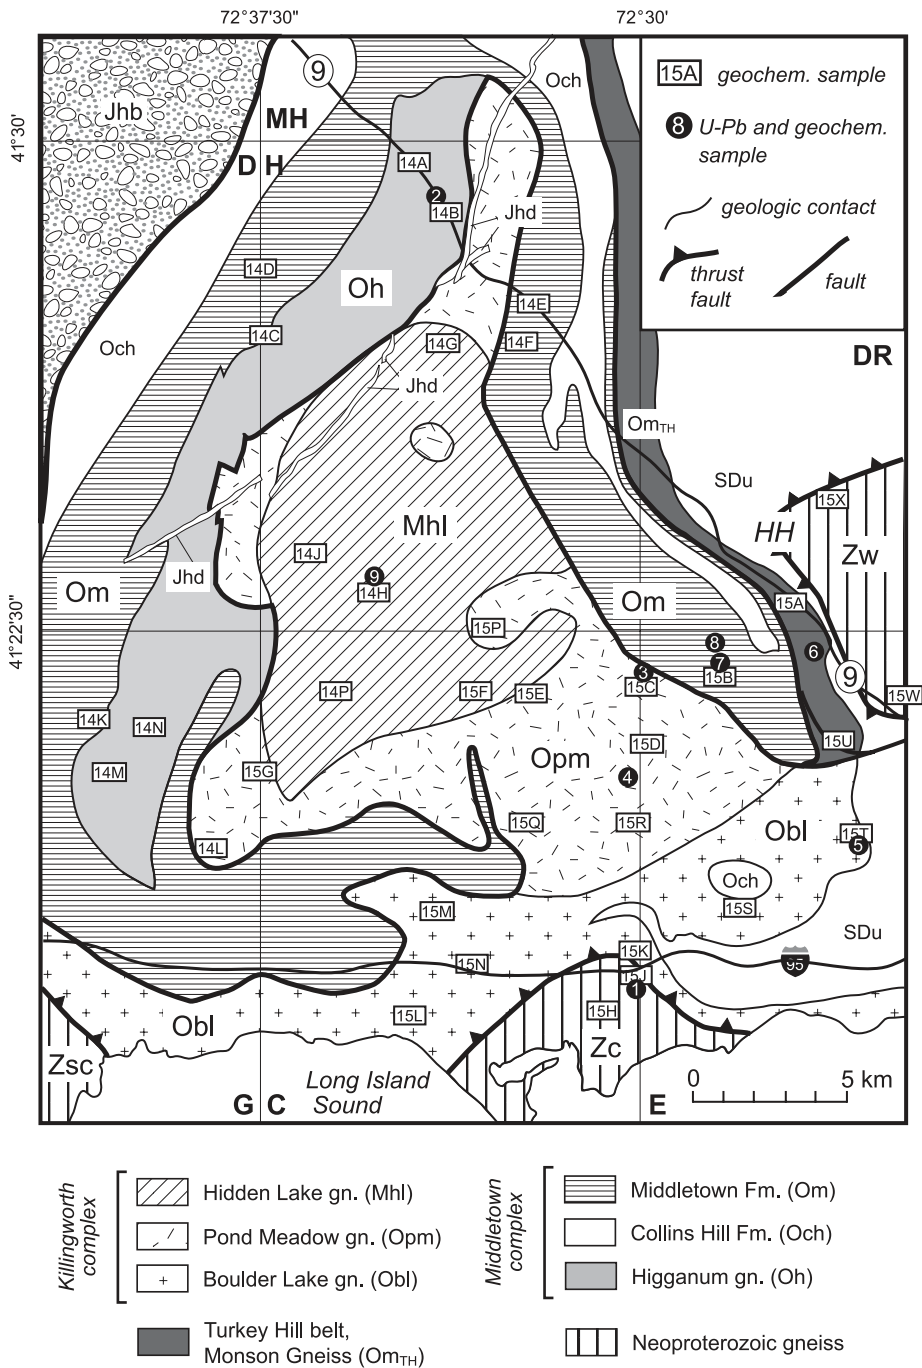 72°37'30"
72°30'
41°30'
41°22'30"
9
Och
Jhb
MH
D H
14A
2
14B
Jhd
14D
Oh
14E
14C
Och
14G
14F
Jhd
DR
OmTH
SDu
15X
HH
Zw
Mhl
14J
9
14H
Jhd
Om
Om
15A
15P
8
6
7
15B
3
15C
9
14P
15F
15E
15W
14K
14N
15U
15D
Opm
14M
15G
4
15Q
15R
Obl
15T
5
14L
Och
15S
15M
SDu
15K
15N
95
15J
1
15H
15L
Obl
Zc
Zsc
Long Island
Sound
0 5 km
G C
E
15A geochem. sample
8 U-Pb and geochem.
sample
geologic contact
thrust
fault
fault
Killingworth
complex
Hidden Lake gn. (Mhl)
Pond Meadow gn. (Opm)
Boulder Lake gn. (Obl)
Turkey Hill belt,
Monson Gneiss (OmTH)
Middletown
complex
Middletown Fm. (Om)
Collins Hill Fm. (Och)
Higganum gn. (Oh)
Neoproterozoic gneiss